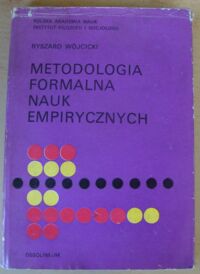 POLSKA AKADEMIA NAUK
INSTYTUT FILOZOFII I SOCJOLOGII
RYSZARD WÓJCICKI
METODOLOGIA
FORMALNA
NAUK
EMPIRYCZNYCH
OSSOLINEUM